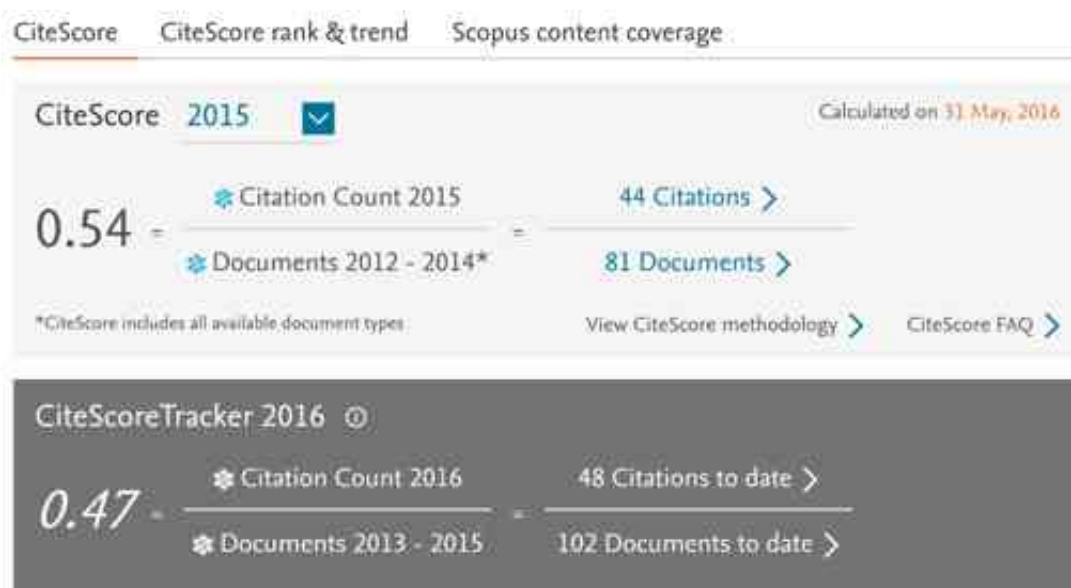 CiteScore CiteScore rank & trend Scopus content coverage
CiteScore 2015
Calculated on 31 May, 2016
0.54 = Citation Count 2015 = 44 Citations
Documents 2012 - 2014* 81 Documents
*CiteScore includes all available document types
View CiteScore methodology CiteScore FAQ
CiteScoreTracker 2016
0.47 = Citation Count 2016 = 48 Citations to date
Documents 2013 - 2015 102 Documents to date